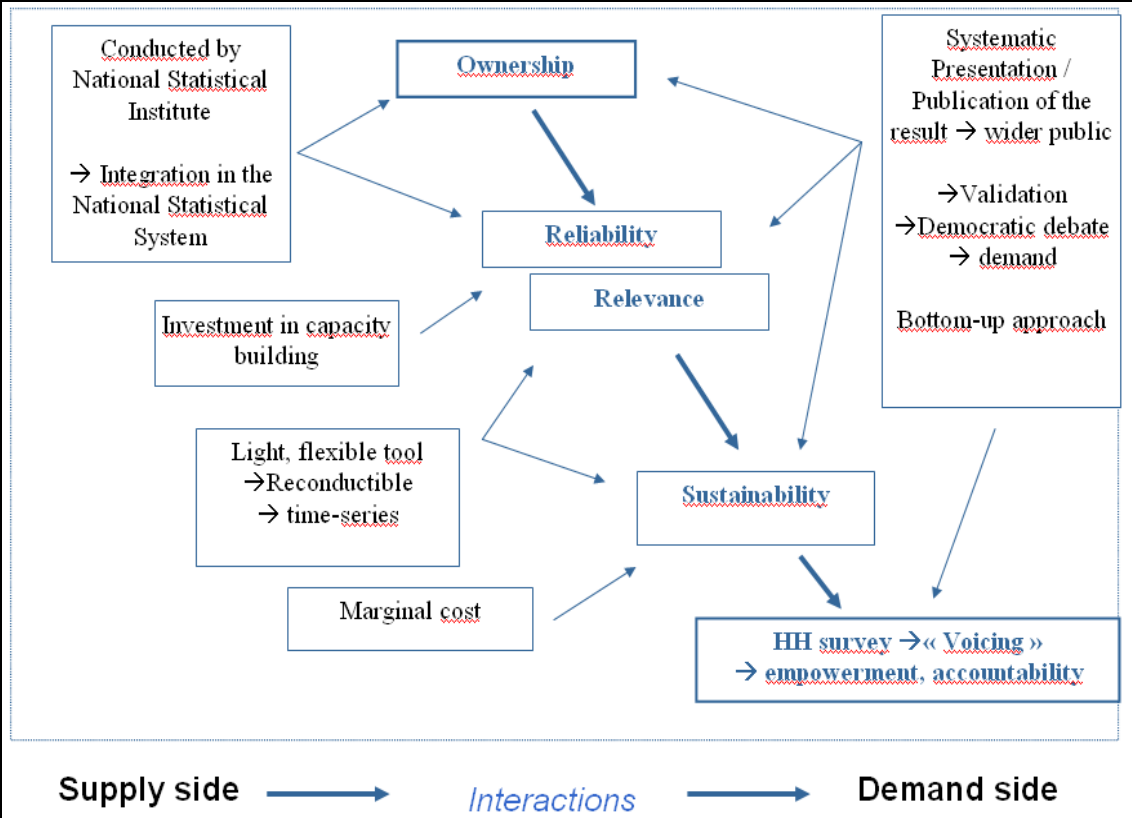 Conducted by
National Statistical
Institute
→ Integration in the
National Statistical
System
Ownership
Systematic
Presentation /
Publication of the
result → wider public
→Validation
→Democratic debate
→ demand
Bottom-up approach
Reliability
Relevance
Investment in capacity
building
Light, flexible tool
→Reconductible
→ time-series
Sustainability
Marginal cost
HH survey →« Voicing »
→ empowerment, accountability
Supply side
Interactions
Demand side